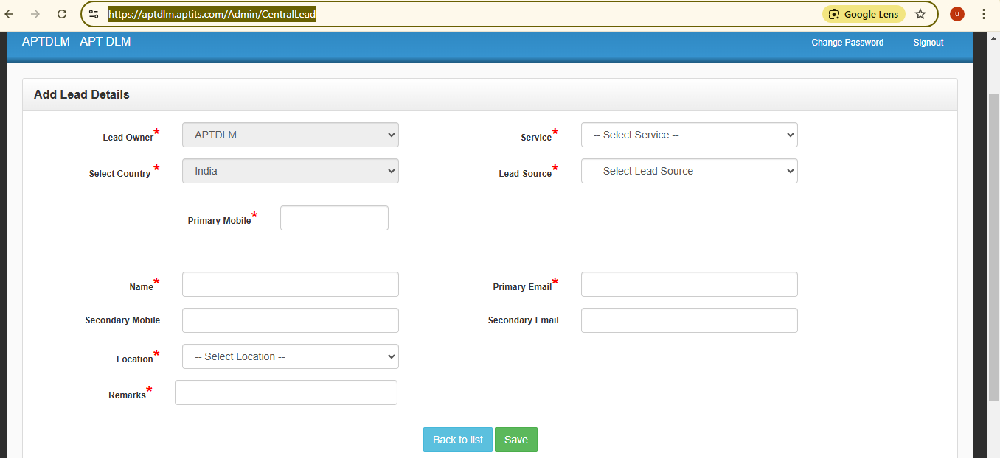 https://aptdlm.aptits.com/Admin/CentralLead
Google Lens
u
APTDLM - APT DLM
Change Password
Signout
Add Lead Details
Lead Owner*
APTDLM
Service*
-- Select Service --
Select Country *
India
Lead Source*
-- Select Lead Source --
Primary Mobile*
Name*
Primary Email*
Secondary Mobile
Secondary Email
Location*
-- Select Location --
Remarks*
Back to list
Save